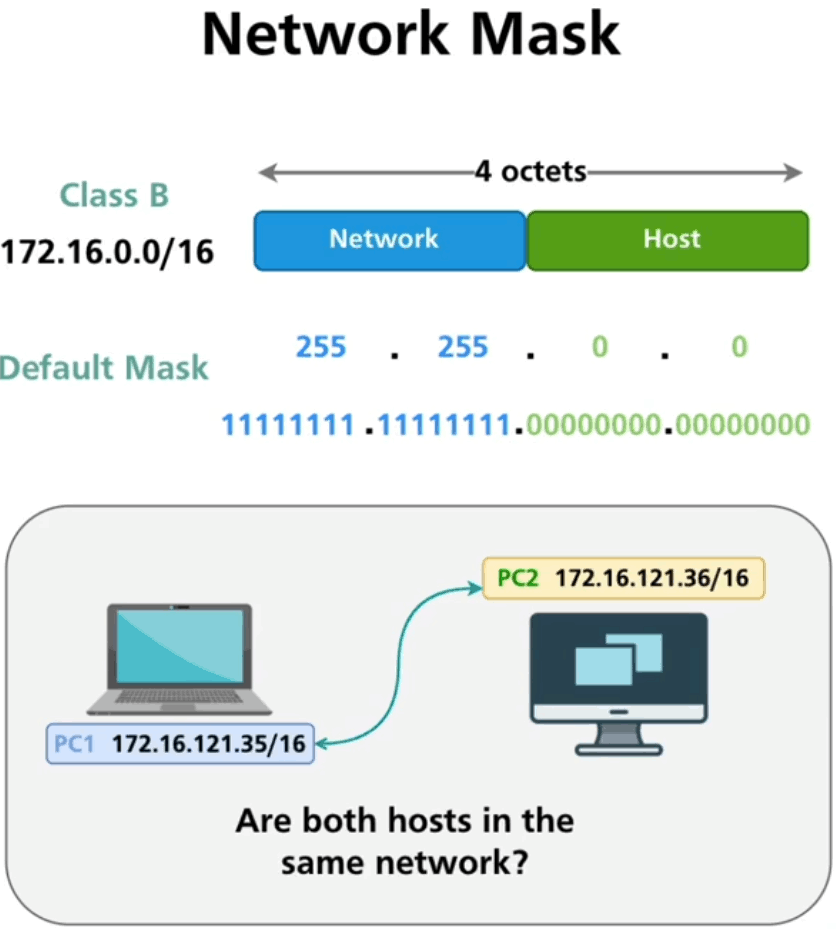 Network Mask
4 octets
Class B
172.16.0.0/16
Network
Host
Default Mask
255 . 255 . 0 . 0
11111111 .11111111.00000000.00000000
PC2 172.16.121.36/16
PC1 172.16.121.35/16
Are both hosts in the
same network?